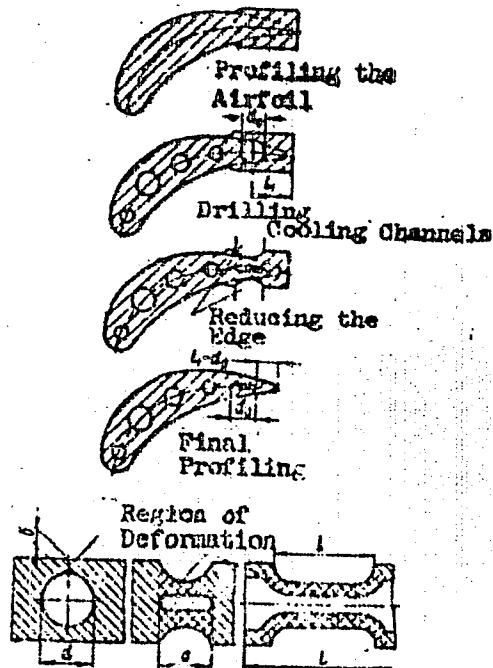 Profiling the
Airfoil
Drilling
Cooling Channels
Reducing the
Edge
Final
Profiling
Region of
Deformation
d
a
l